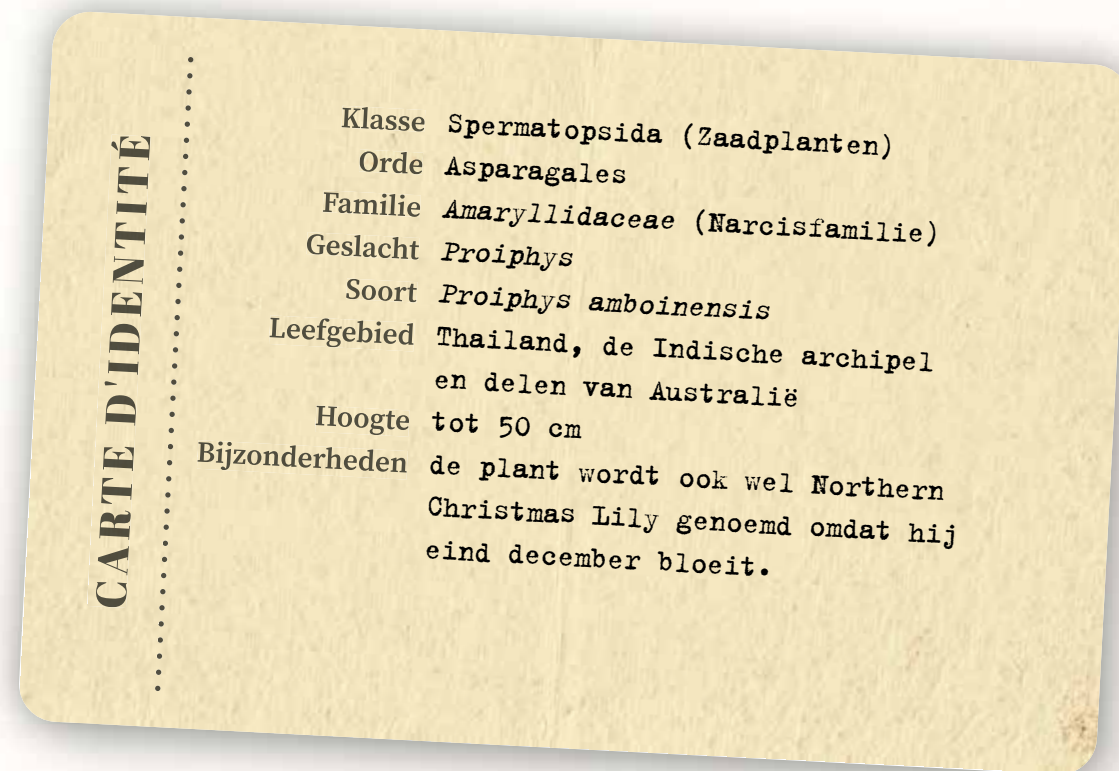 CARTE D'IDENTITÉ
Klasse Spermatopsida (Zaadplanten)
Orde Asparagales
Familie Amaryllidaceae (Narcisfamilie)
Geslacht Proiphys
Soort Proiphys amboinensis
Leefgebied Thailand, de Indische archipel
en delen van Australië
Hoogte tot 50 cm
Bijzonderheden de plant wordt ook wel Northern
Christmas Lily genoemd omdat hij
eind december bloeit.